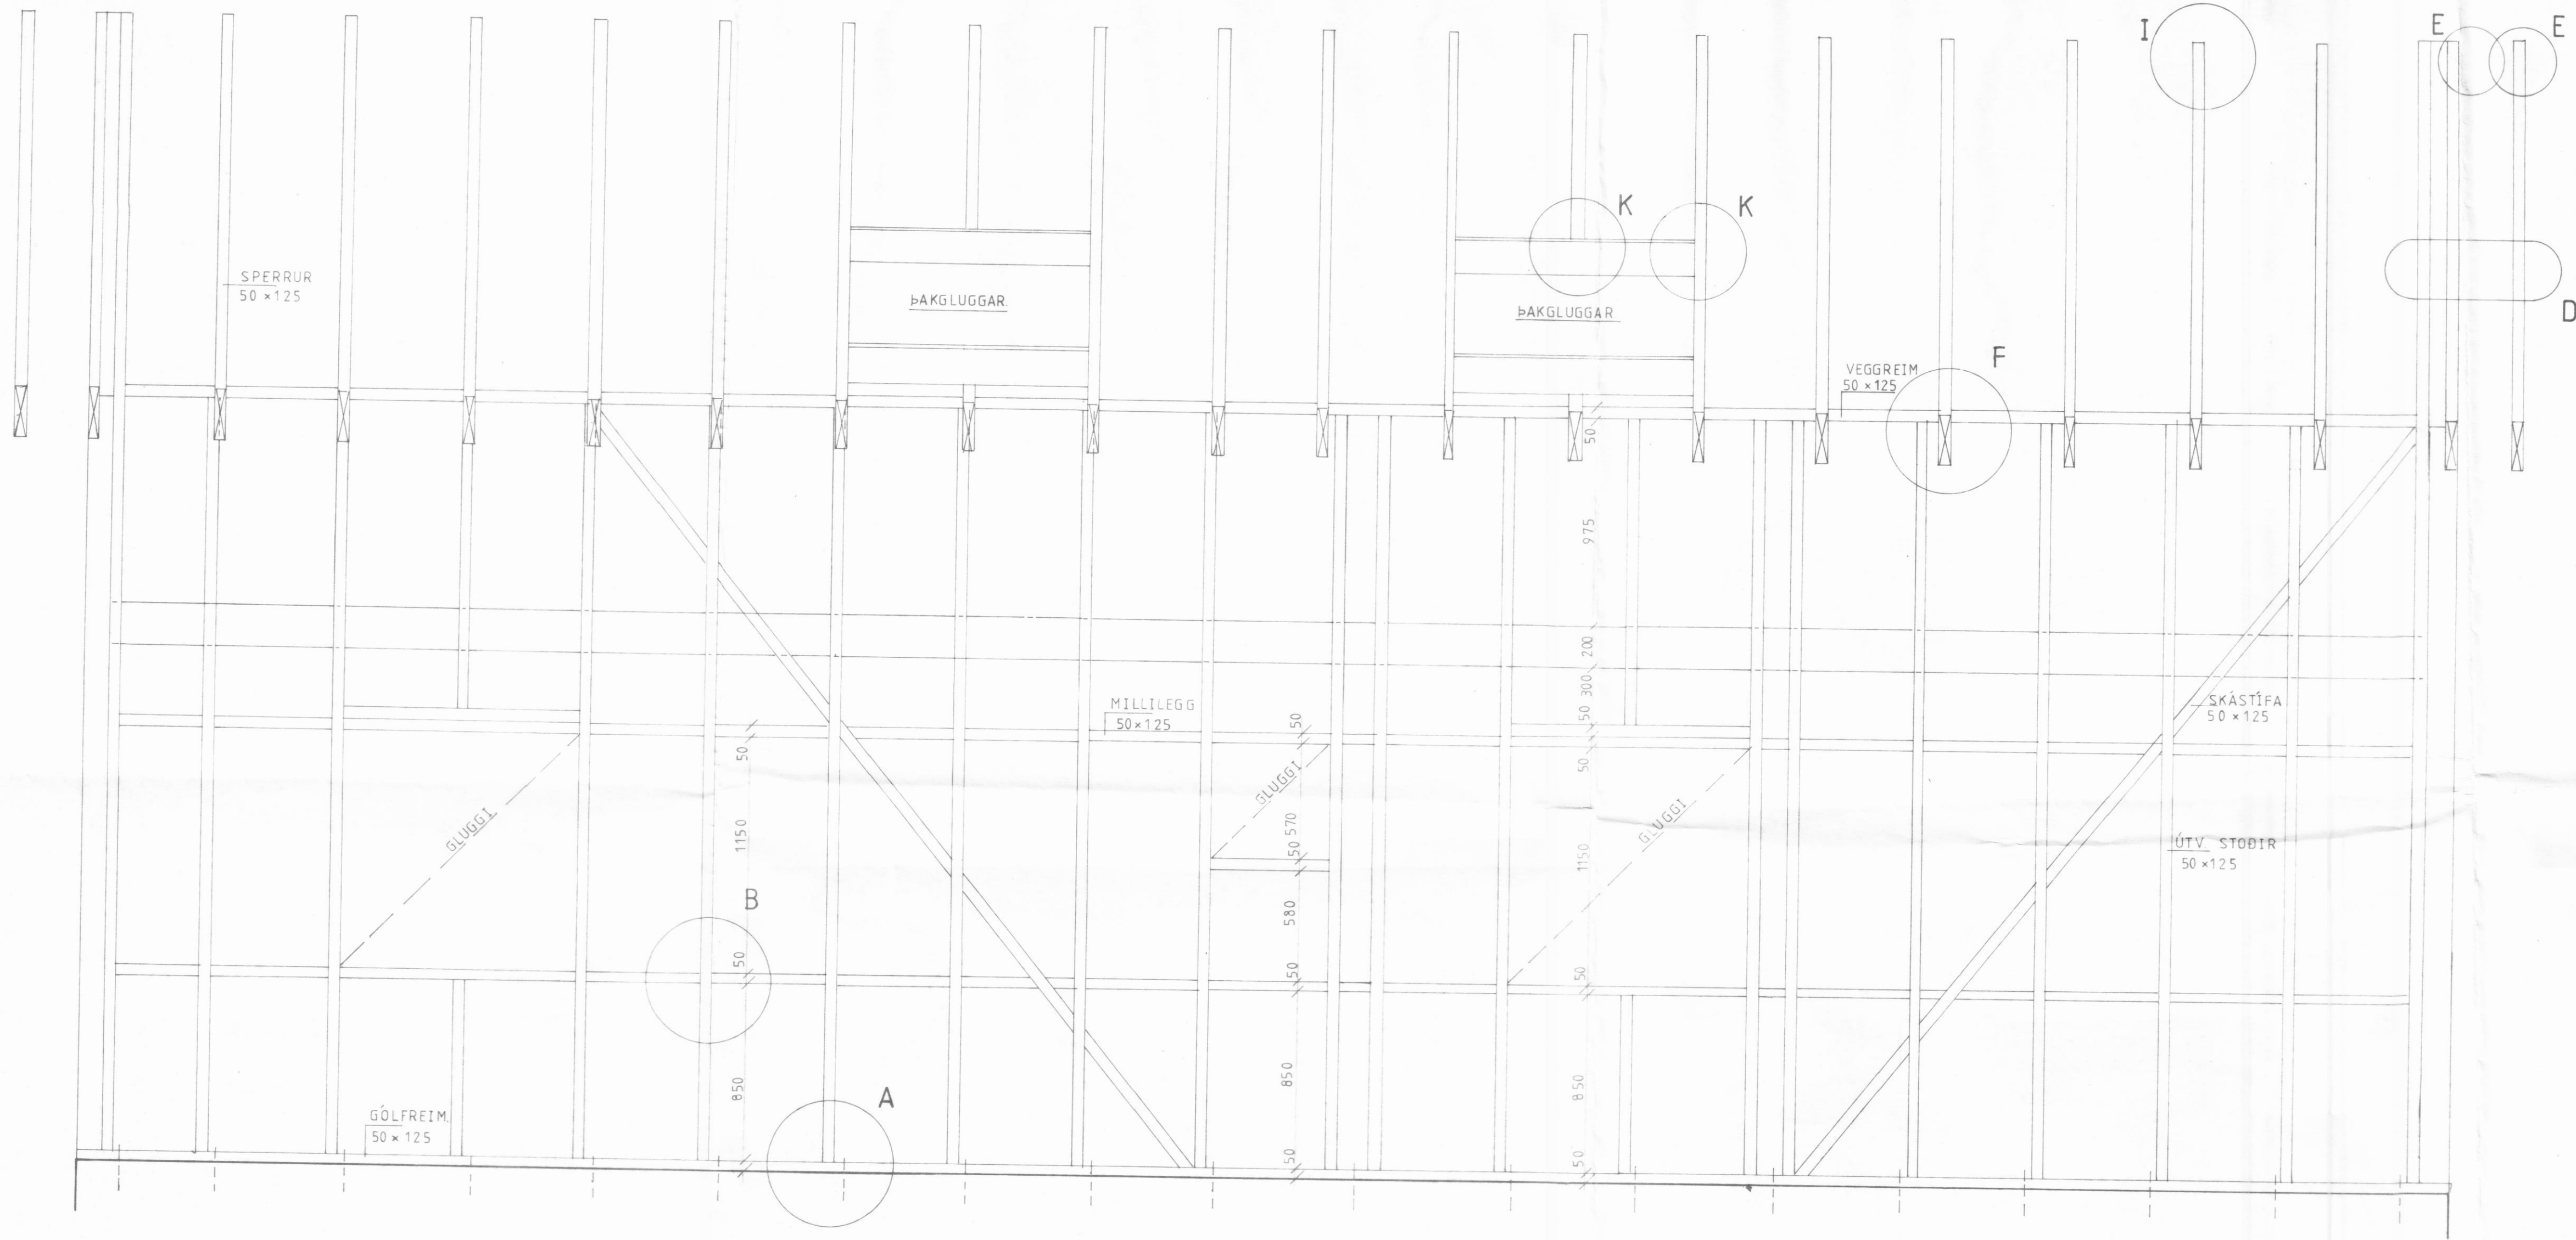 I
E
E
K
K
D
SPERRUR
50 × 125
ÞAKGLUGGAR.
ÞAKGLUGGAR
VEGGREIM
50 × 125
F
50
975
200
300
50
50
1150
50
850
50
MILLILEGG
50×125
SKÁSTÍFA
50 × 125
50
GLUGGI
570
50
580
50
850
50
GLUGGI
50
1150
50
850
GLUGGI
ÚTV. STOÐIR
50 × 125
B
A
GÓLFREIM.
50 × 125